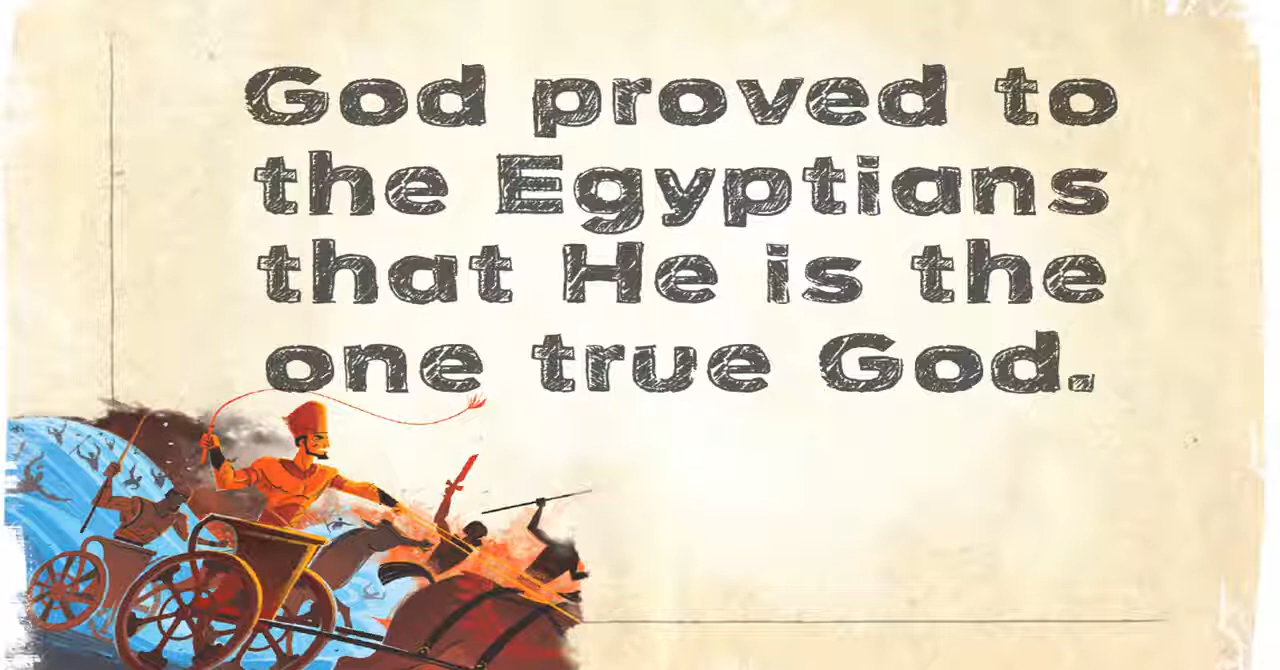 God proved to
the Egyptians
that He is the
one true God.